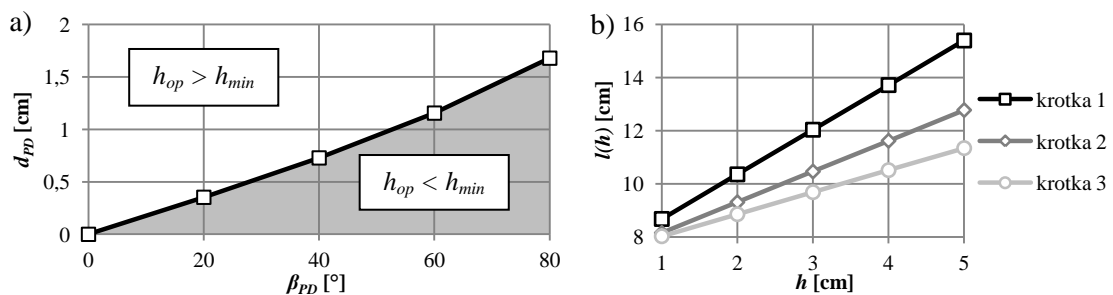 a)
d_PD [cm]
2
1,5
1
0,5
0
0 20 40 60 80
β_PD [°]
h_op > h_min
h_op < h_min
b)
l(h) [cm]
16
14
12
10
8
1 2 3 4 5
h [cm]
krotka 1
krotka 2
krotka 3